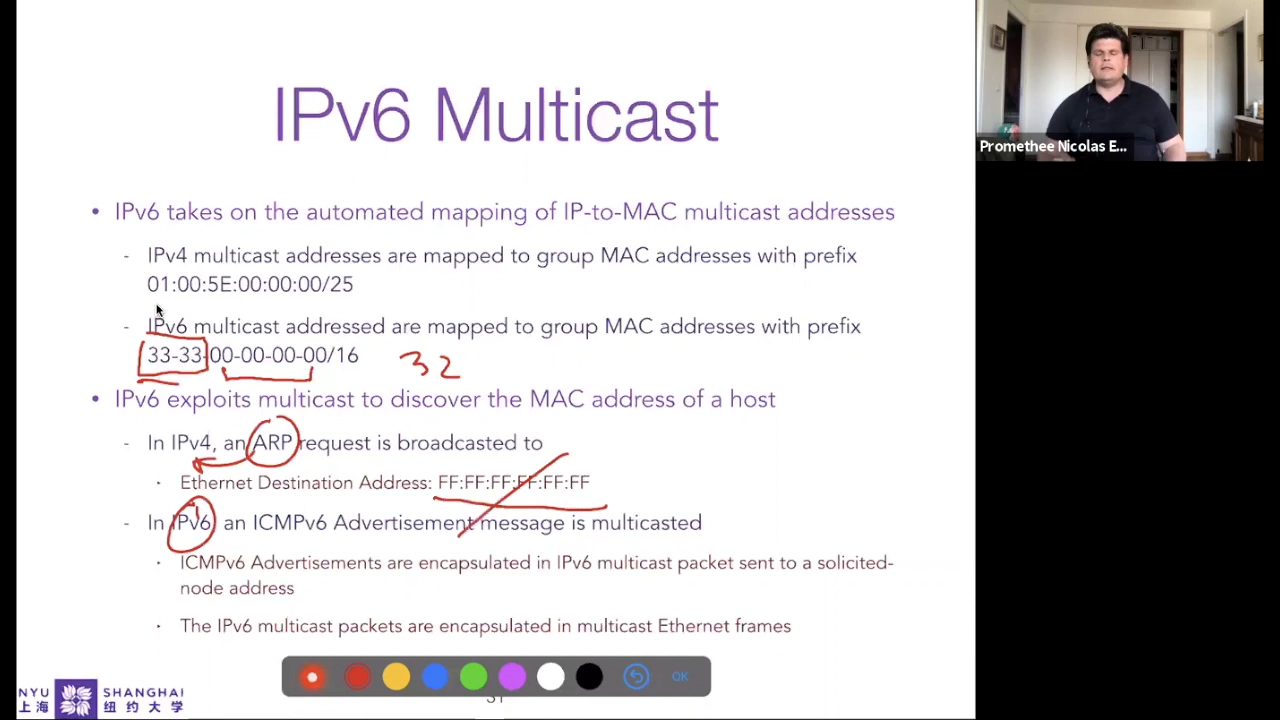 IPv6 Multicast
Promethee Nicolas E...
• IPv6 takes on the automated mapping of IP-to-MAC multicast addresses
- IPv4 multicast addresses are mapped to group MAC addresses with prefix
01:00:5E:00:00:00/25
- IPv6 multicast addressed are mapped to group MAC addresses with prefix
33-33-00-00-00-00/16 32
• IPv6 exploits multicast to discover the MAC address of a host
- In IPv4, an ARP request is broadcasted to
· Ethernet Destination Address: FF:FF:FF:FF:FF:FF
- In IPv6, an ICMPv6 Advertisement message is multicasted
· ICMPv6 Advertisements are encapsulated in IPv6 multicast packet sent to a solicited-
node address
· The IPv6 multicast packets are encapsulated in multicast Ethernet frames
OK
NYU SHANGHAI
上海 纽约大学